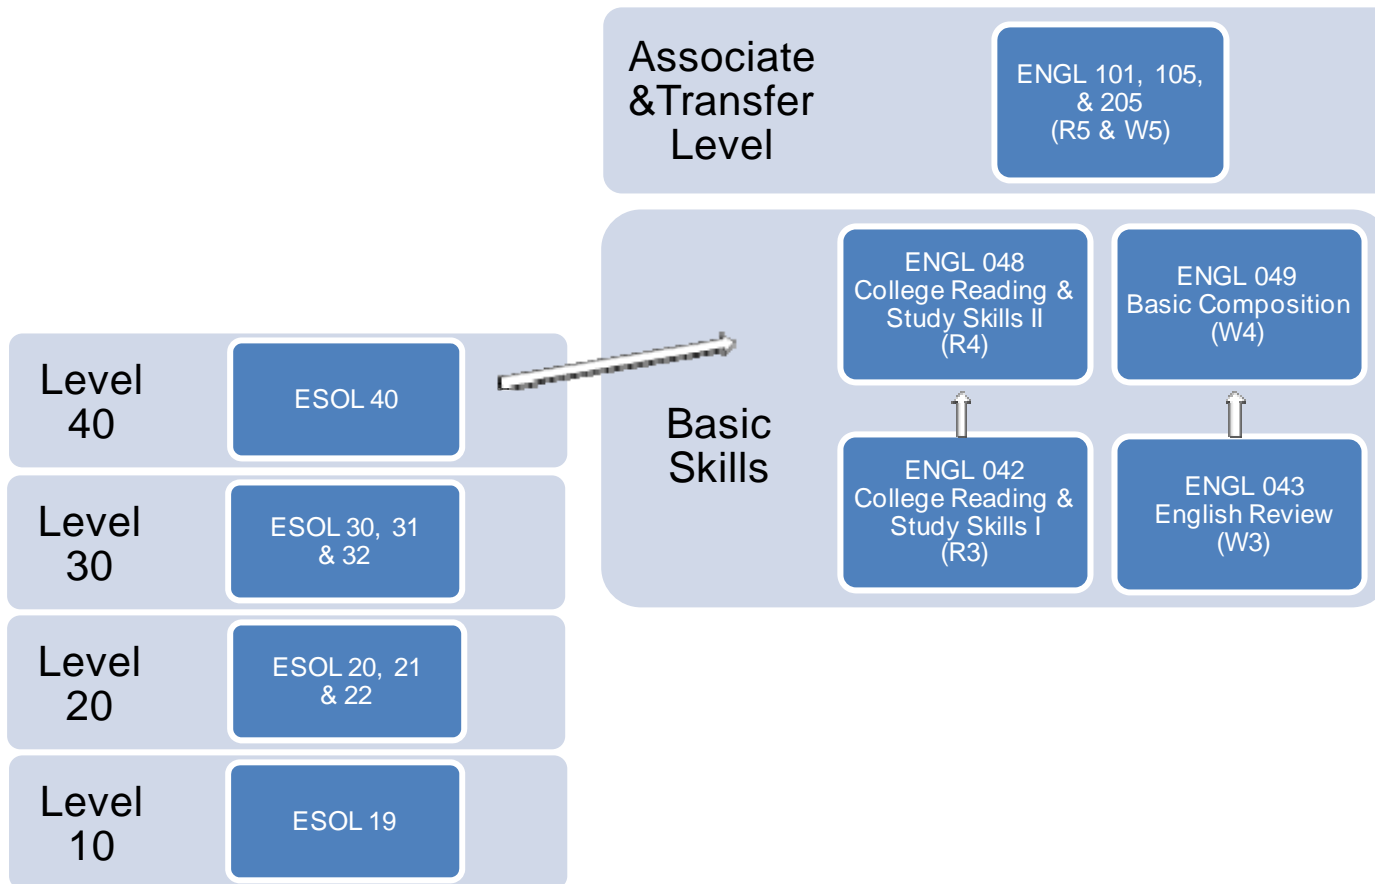 Associate
&Transfer
Level
ENGL 101, 105,
& 205
(R5 & W5)
Basic
Skills
ENGL 048
College Reading &
Study Skills II
(R4)
ENGL 049
Basic Composition
(W4)
ENGL 042
College Reading &
Study Skills I
(R3)
ENGL 043
English Review
(W3)
Level
40
ESOL 40
Level
30
ESOL 30, 31
& 32
Level
20
ESOL 20, 21
& 22
Level
10
ESOL 19